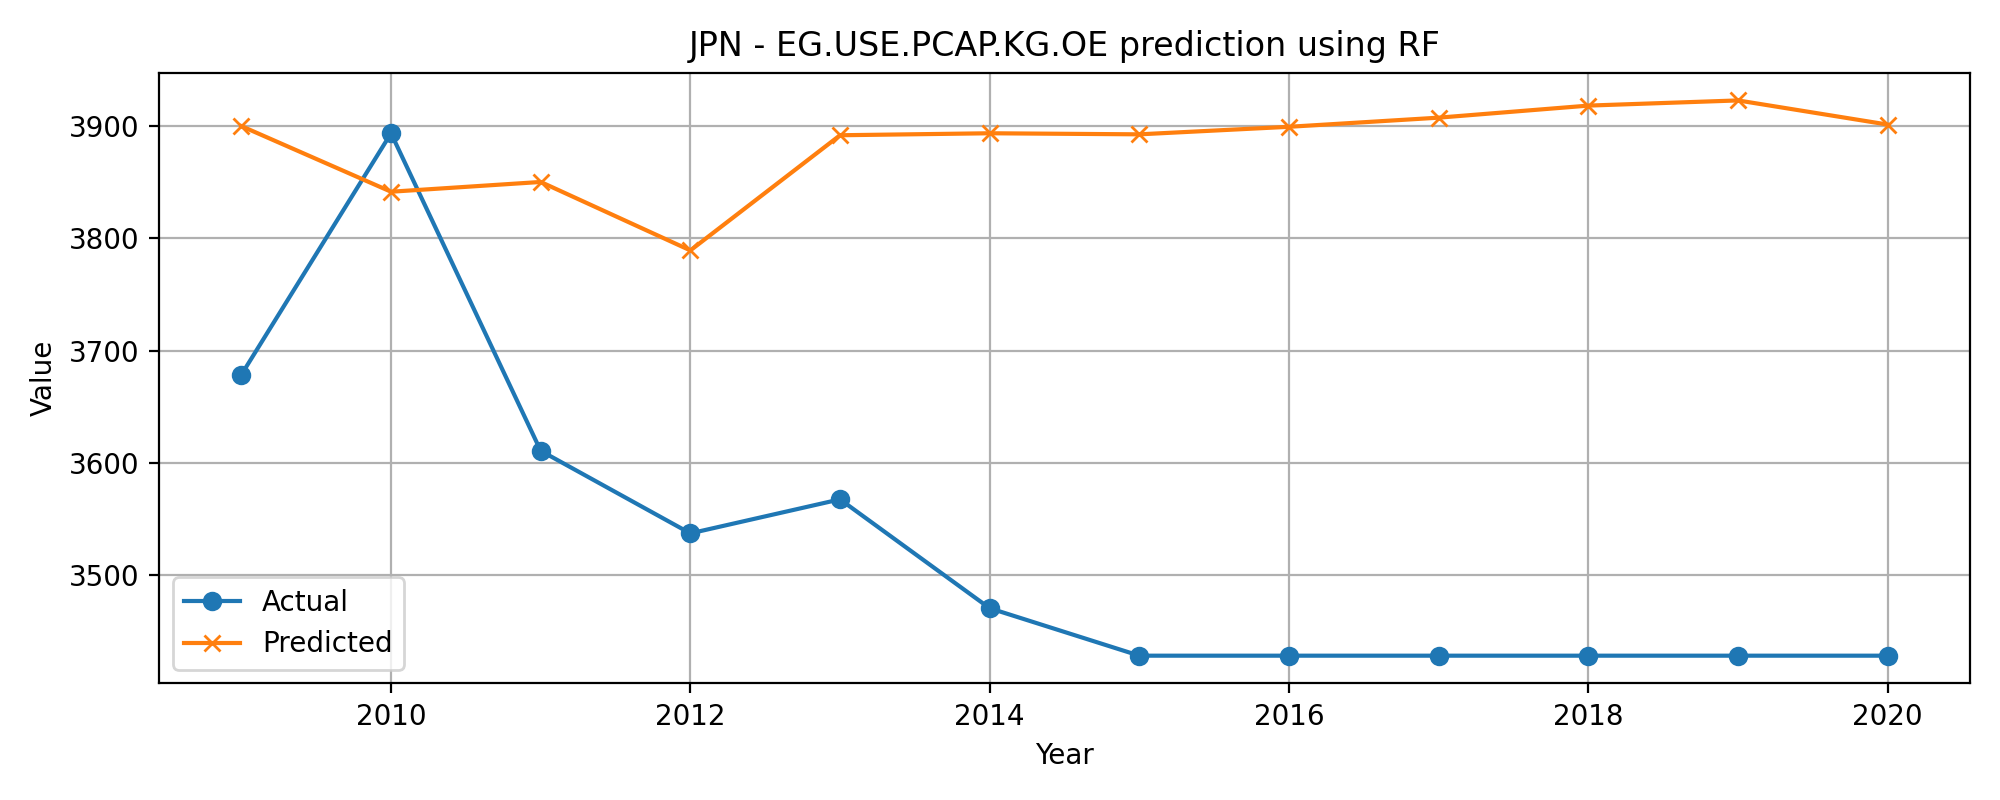 JPN - EG.USE.PCAP.KG.OE prediction using RF
3900
3800
3700
3600
3500
Value
Actual
Predicted
2010 2012 2014 2016 2018 2020
Year